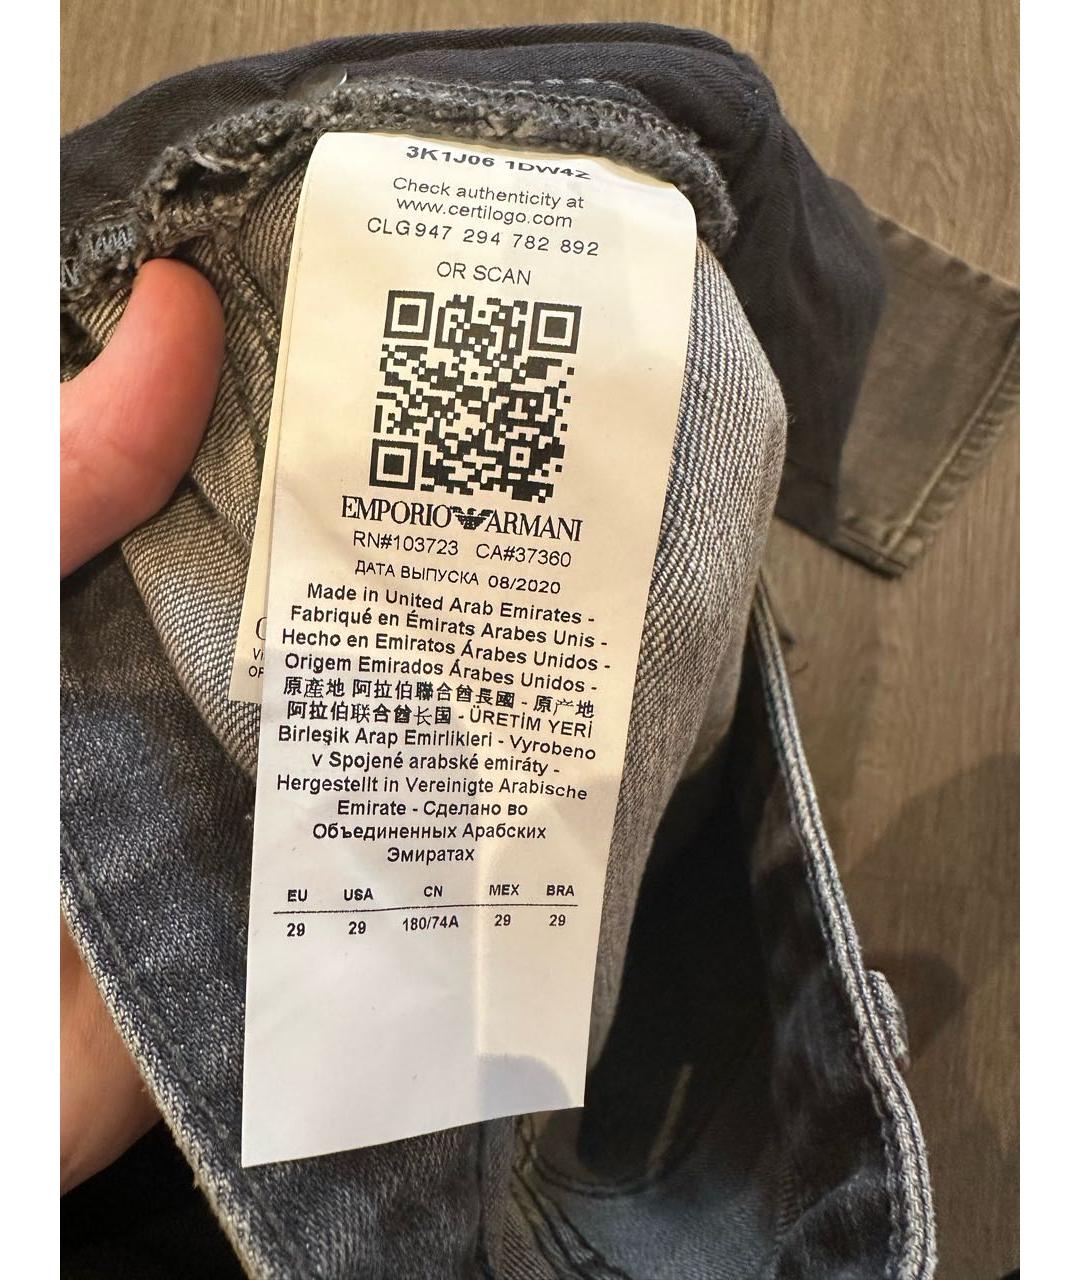 3K1J06 1DW4Z
Check authenticity at
www.certilogo.com
CLG 947 294 782 892
OR SCAN
EMPORIO ARMANI
RN#103723 CA#37360
ДАТА ВЫПУСКА 08/2020
Made in United Arab Emirates -
Fabriqué en Émirats Arabes Unis -
Hecho en Emiratos Árabes Unidos -
Origem Emirados Árabes Unidos -
原產地 阿拉伯聯合酋長國 - 原产地
阿拉伯联合酋长国 - ÜRETİM YERİ
Birleşik Arap Emirlikleri - Vyrobeno
v Spojené arabské emiráty -
Hergestellt in Vereinigte Arabische
Emirate - Сделано во
Объединенных Арабских
Эмиратах
EU USA CN MEX BRA
29 29 180/74A 29 29